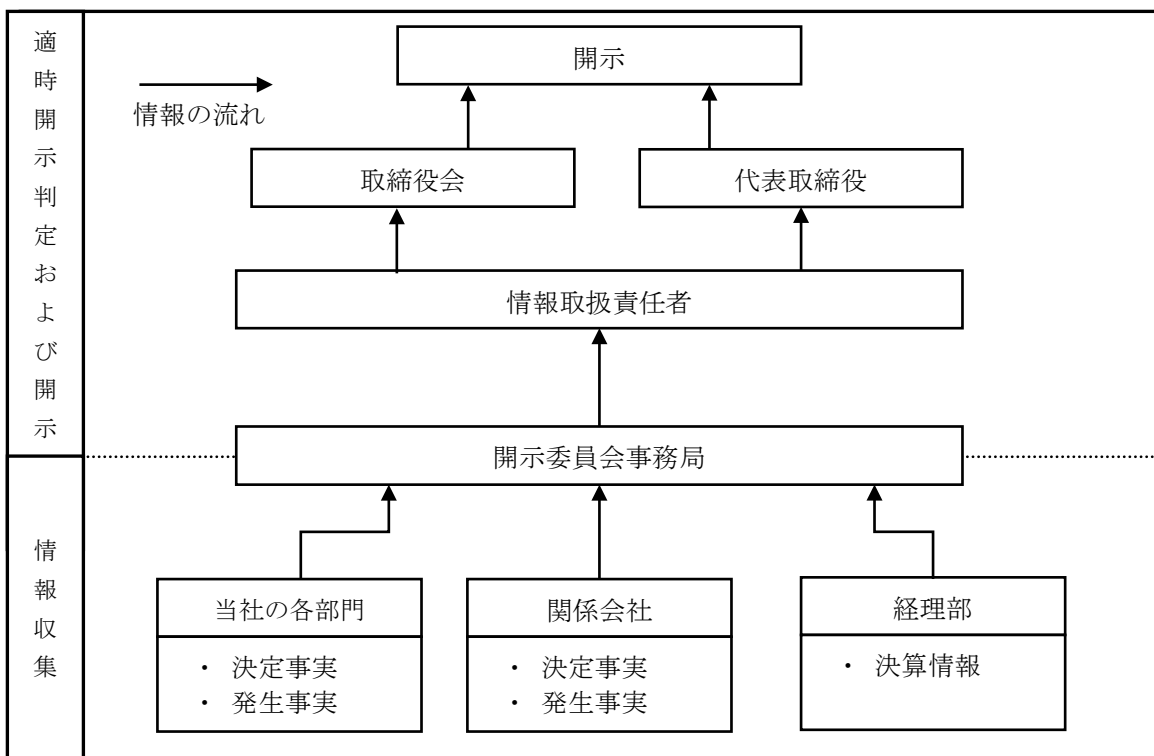 適時開示判定および開示
開示
情報の流れ
取締役会
代表取締役
情報取扱責任者
開示委員会事務局
情報収集
当社の各部門
・ 決定事実
・ 発生事実
関係会社
・ 決定事実
・ 発生事実
経理部
・ 決算情報